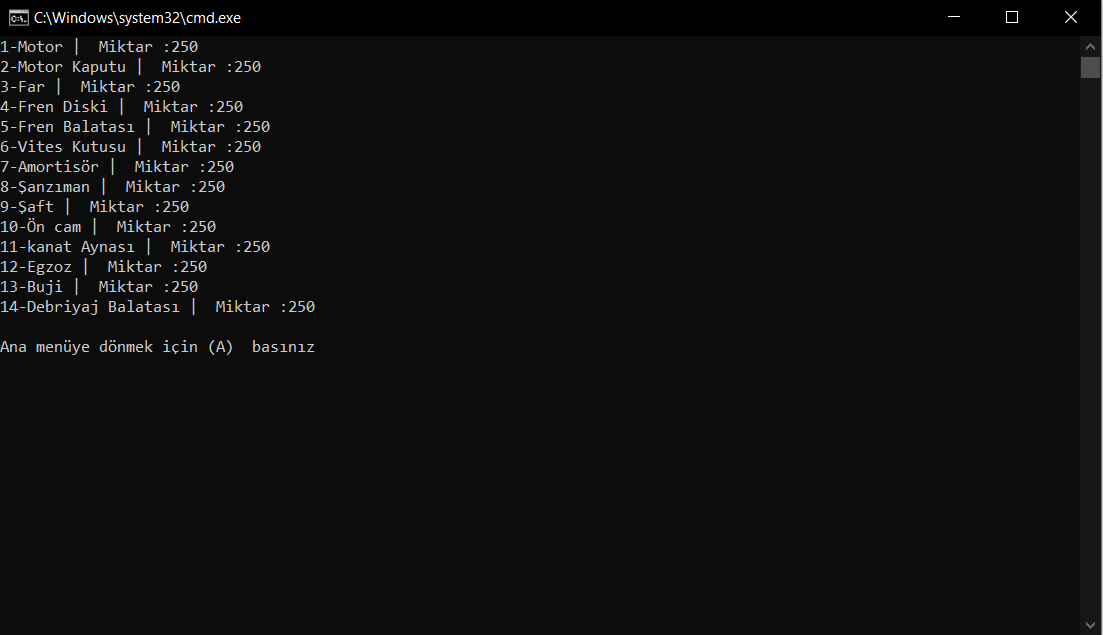 C:\Windows\system32\cmd.exe
1-Motor |  Miktar :250
2-Motor Kaputu |  Miktar :250
3-Far |  Miktar :250
4-Fren Diski |  Miktar :250
5-Fren Balatası |  Miktar :250
6-Vites Kutusu |  Miktar :250
7-Amortisör |  Miktar :250
8-Şanzıman |  Miktar :250
9-Şaft |  Miktar :250
10-Ön cam |  Miktar :250
11-kanat Aynası |  Miktar :250
12-Egzoz |  Miktar :250
13-Buji |  Miktar :250
14-Debriyaj Balatası |  Miktar :250
Ana menüye dönmek için (A)  basınız